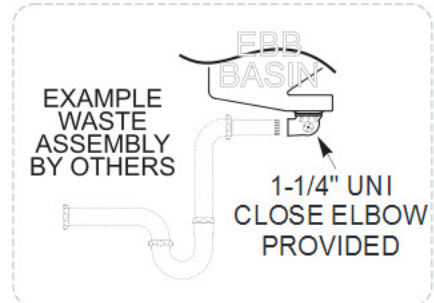 EBB
BASIN
EXAMPLE
WASTE
ASSEMBLY
BY OTHERS
1-1/4" UNI
CLOSE ELBOW
PROVIDED